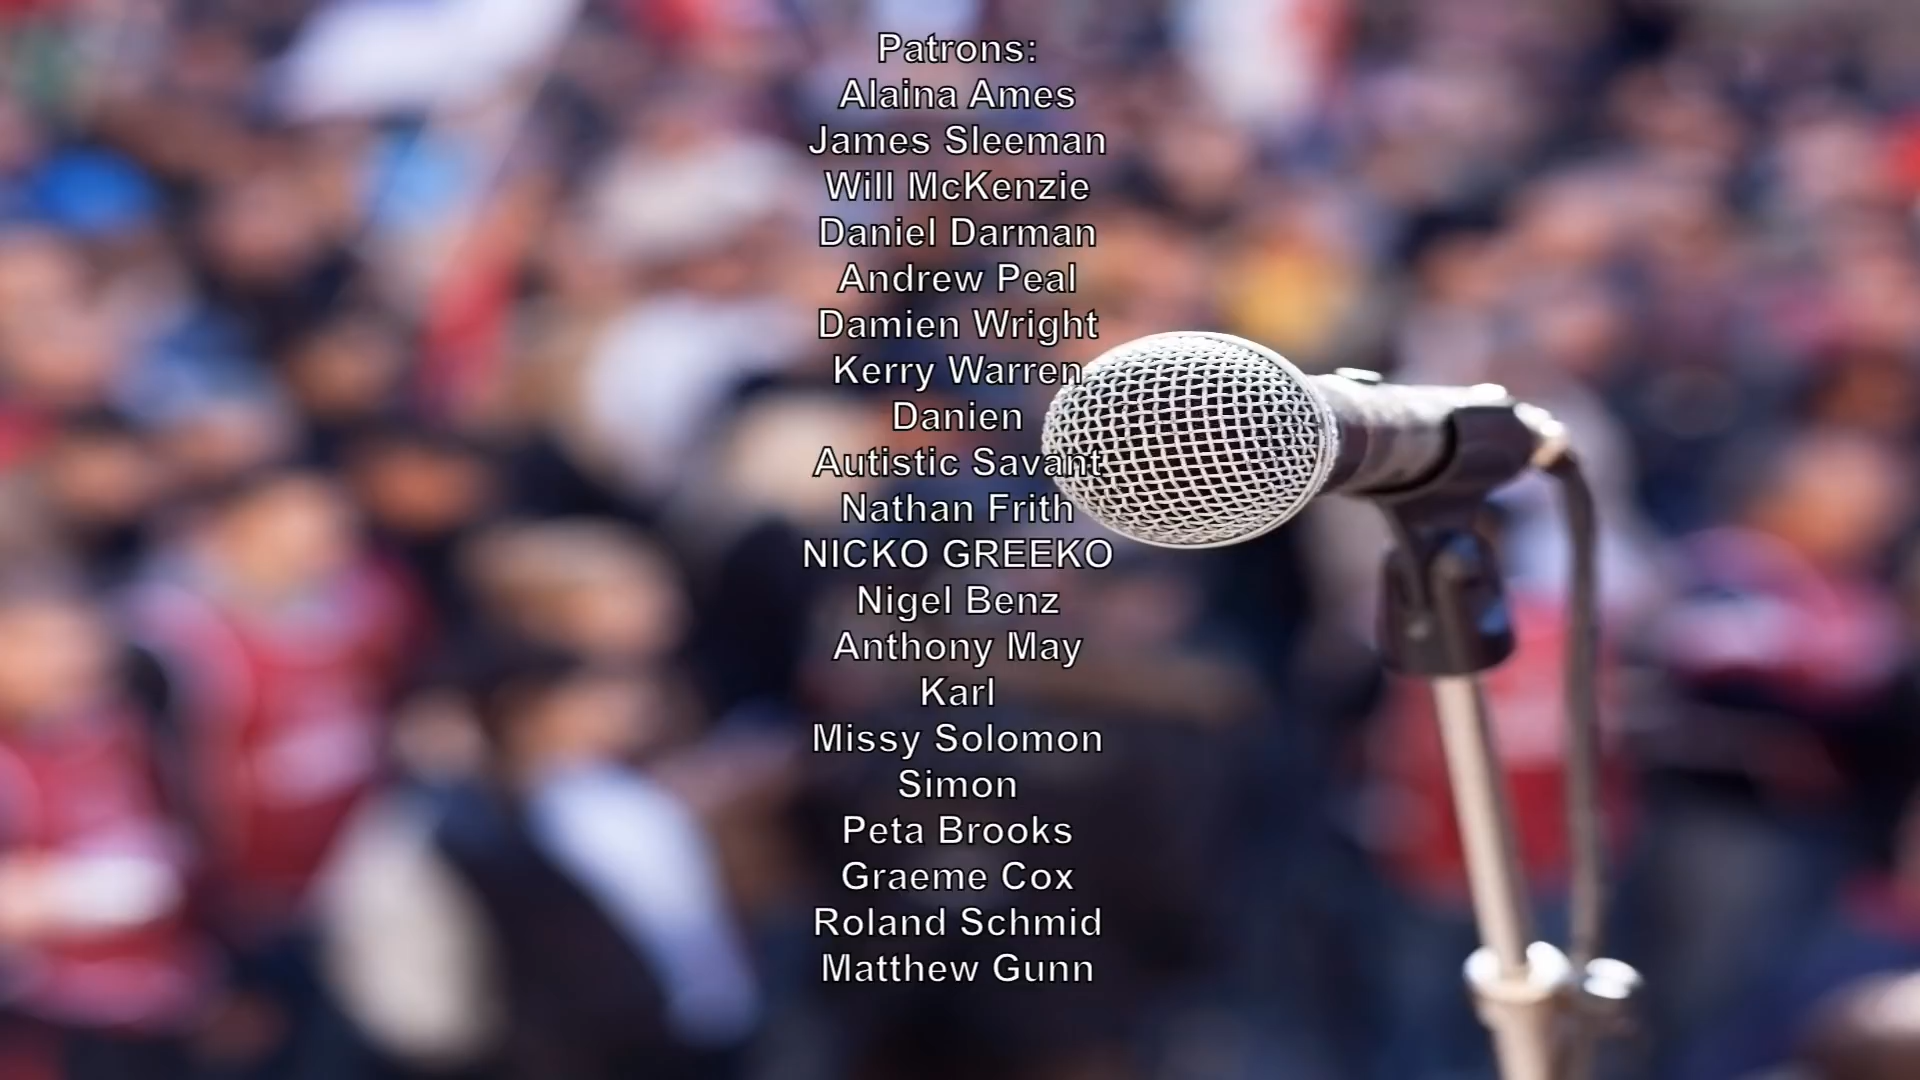 Patrons:
Alaina Ames
James Sleeman
Will McKenzie
Daniel Darman
Andrew Peal
Damien Wright
Kerry Warren
Danien
Autistic Savant
Nathan Frith
NICKO GREEKO
Nigel Benz
Anthony May
Karl
Missy Solomon
Simon
Peta Brooks
Graeme Cox
Roland Schmid
Matthew Gunn